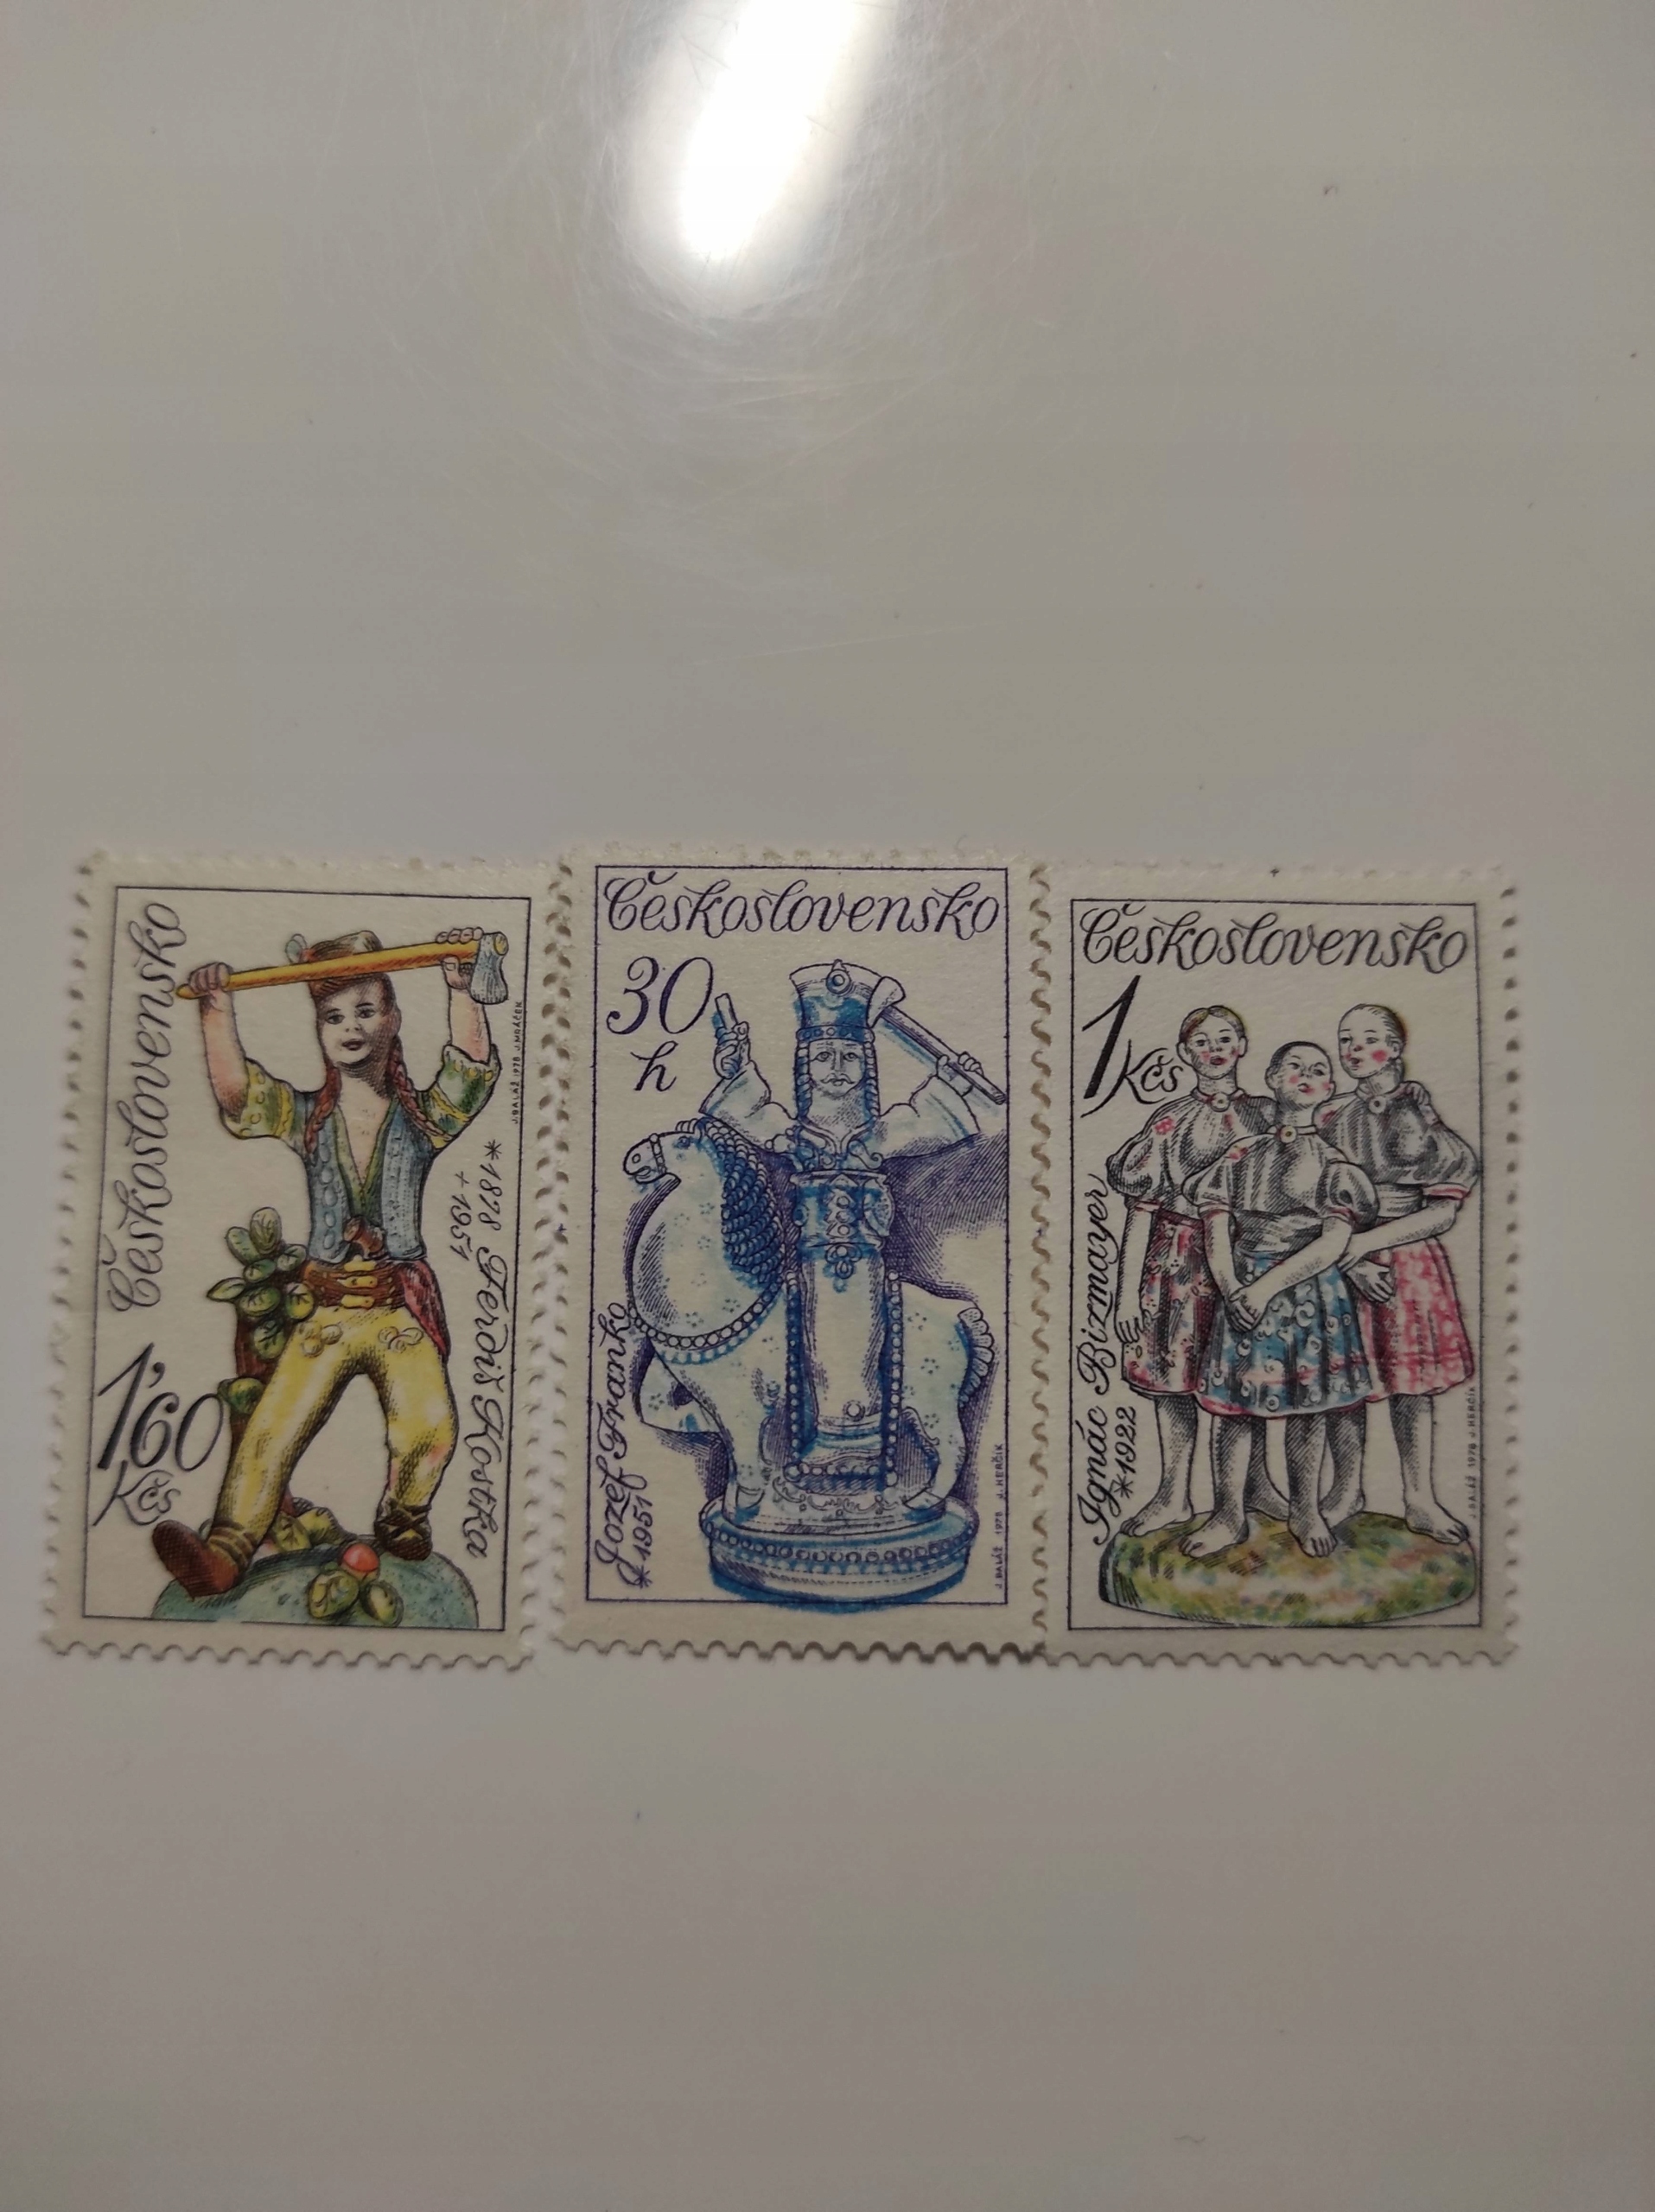 Československo
1'60
Kčs
*1878 Ferdiš Kostka
+1951
J.BALÁŽ 1978 J.MRÁČEK
Československo
30
h
Jozef Franko
*1951
J. BALÁŽ 1978 J. HERČÍK
Československo
1
Kčs
Ignác Bizmayer
*1922
J. BALÁŽ 1978 J. HERČÍK